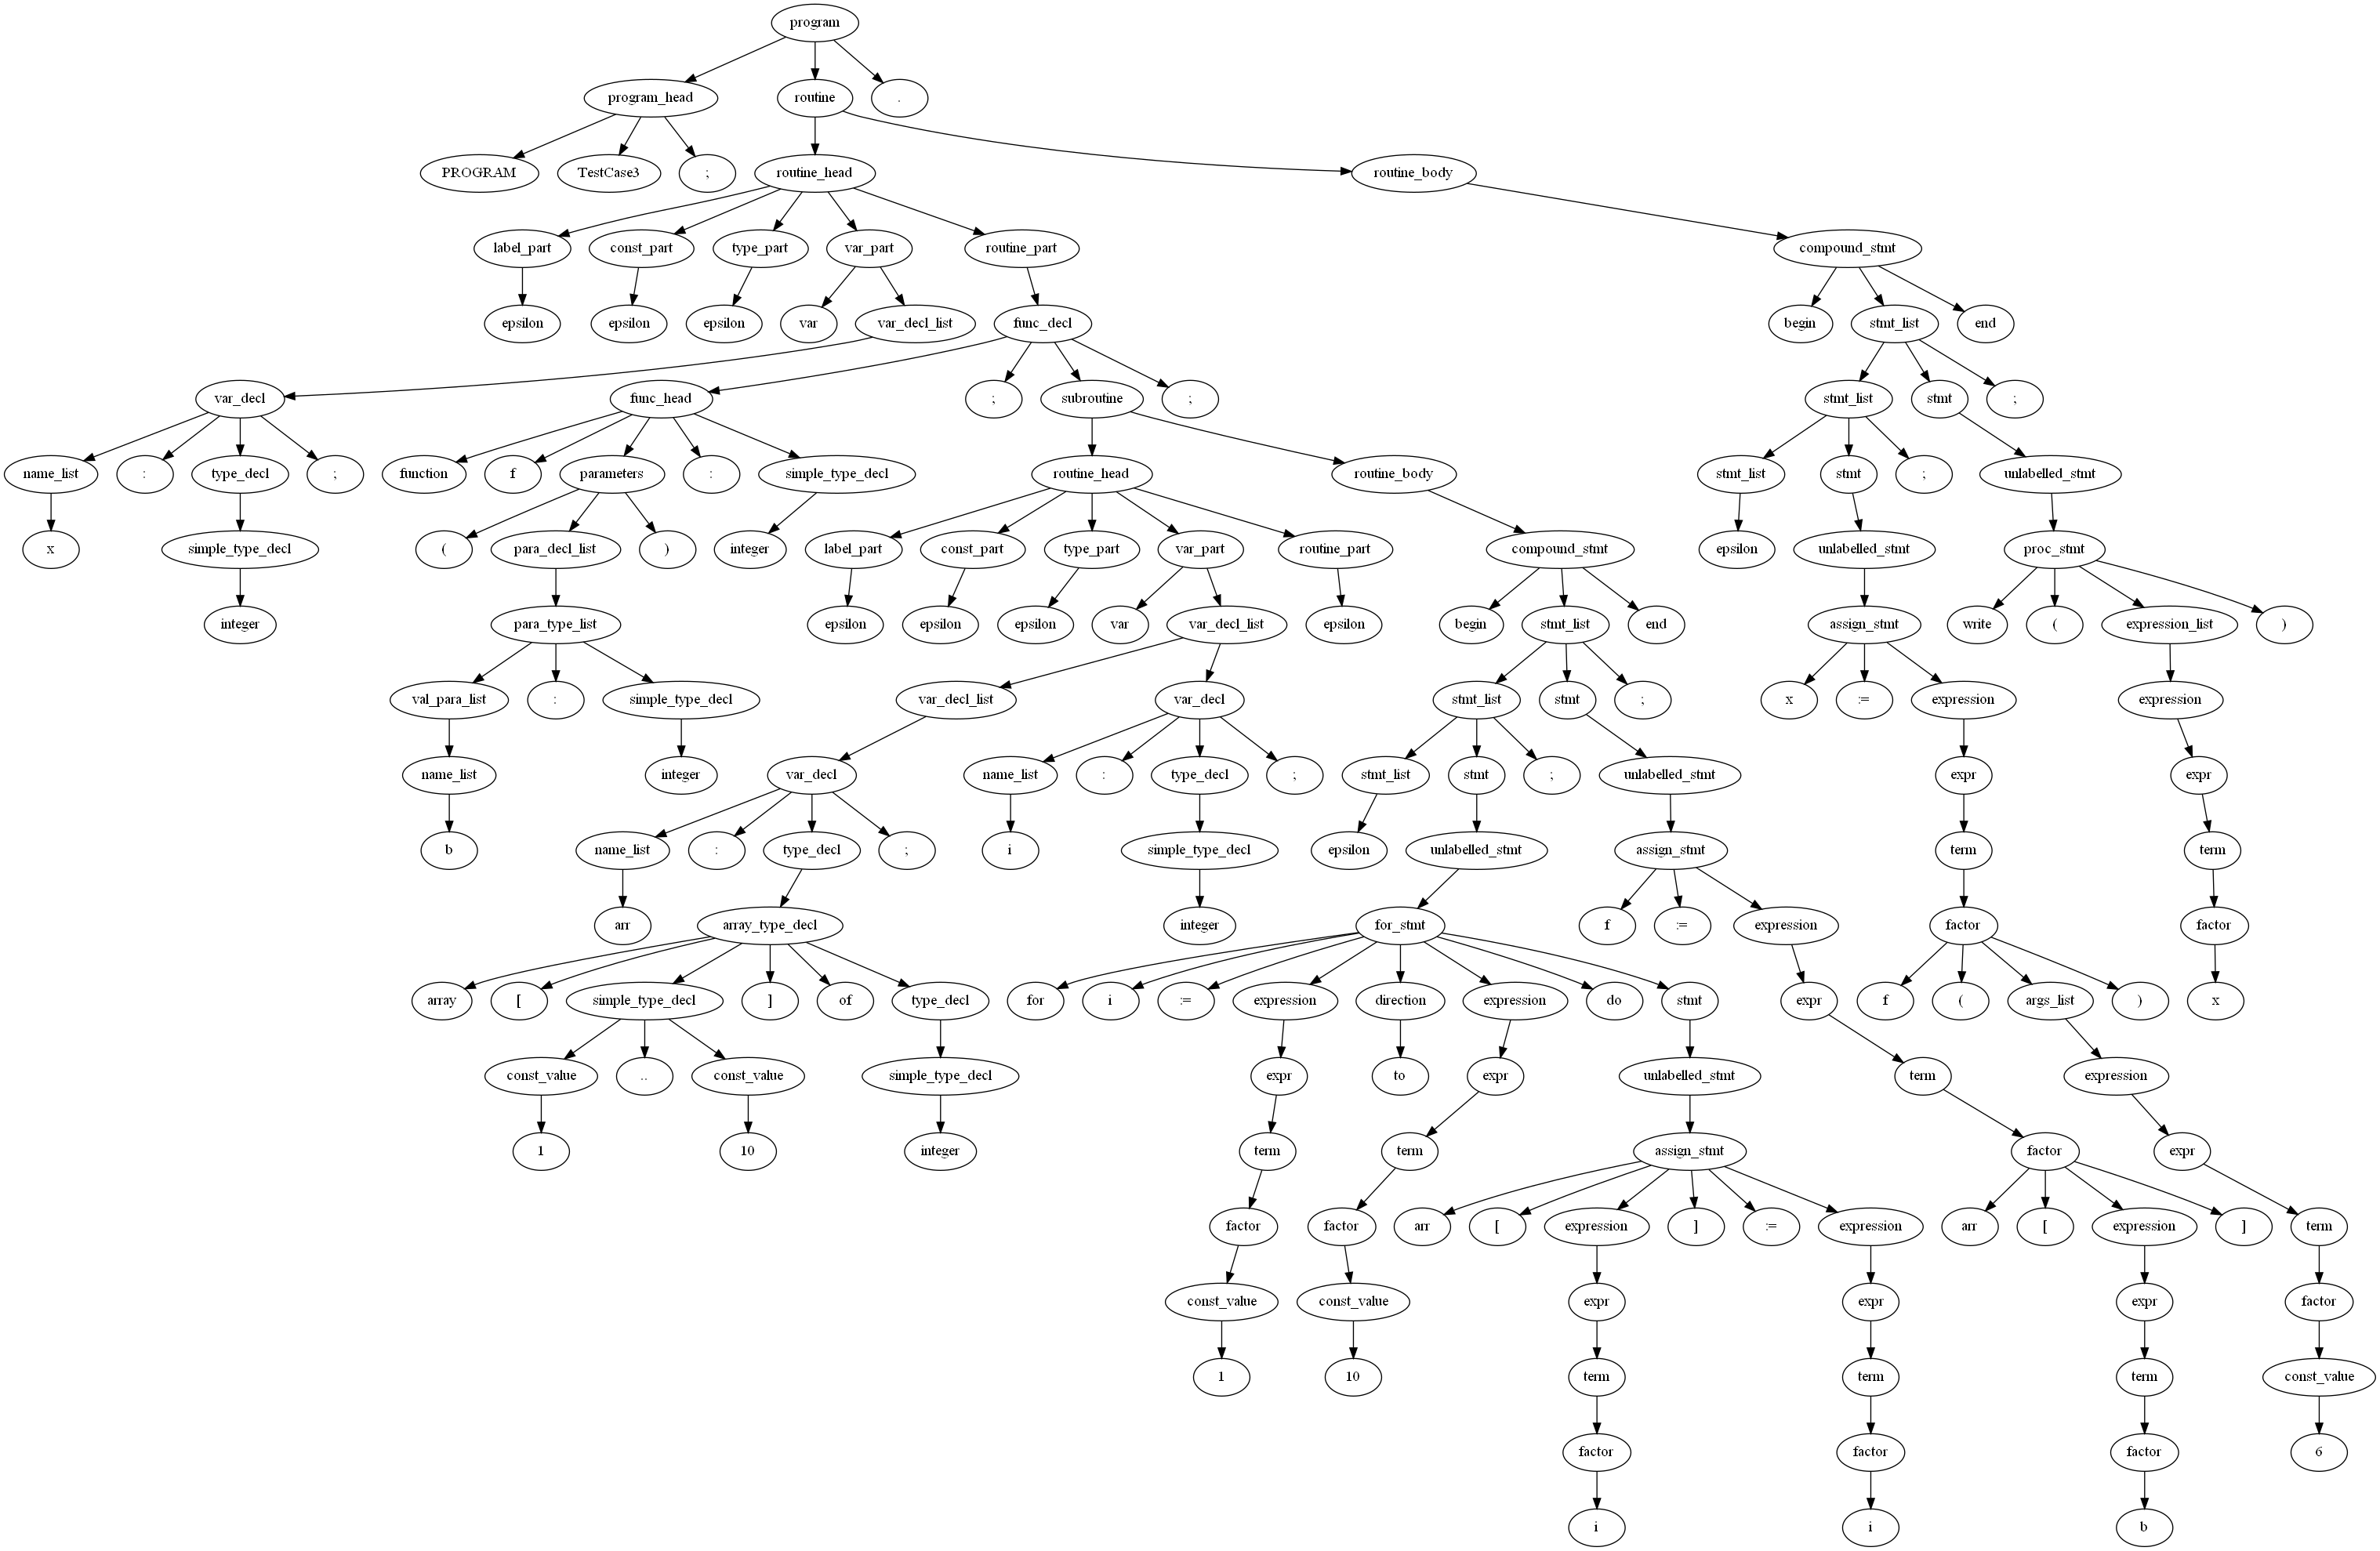 program
program_head routine .
PROGRAM TestCase3 ; routine_head routine_body
label_part const_part type_part var_part routine_part compound_stmt
epsilon epsilon epsilon var var_decl_list func_decl begin stmt_list end
var_decl func_head ; subroutine ; stmt_list stmt ;
name_list : type_decl ; function f parameters : simple_type_decl routine_head routine_body stmt_list stmt ; unlabelled_stmt
x simple_type_decl ( para_decl_list ) integer label_part const_part type_part var_part routine_part compound_stmt epsilon unlabelled_stmt proc_stmt
integer para_type_list epsilon epsilon epsilon var var_decl_list epsilon begin stmt_list end assign_stmt write ( expression_list )
val_para_list : simple_type_decl var_decl_list var_decl stmt_list stmt ; x := expression expression
name_list integer var_decl name_list : type_decl ; stmt_list stmt ; unlabelled_stmt expr expr
b name_list : type_decl ; i simple_type_decl epsilon unlabelled_stmt assign_stmt term term
arr array_type_decl integer for_stmt f := expression factor factor
array [ simple_type_decl ] of type_decl for i := expression direction expression do stmt expr f ( args_list ) x
const_value .. const_value simple_type_decl expr to expr unlabelled_stmt term expression
1 10 integer term term assign_stmt factor expr
factor factor arr [ expression ] := expression arr [ expression ] term
const_value const_value expr expr expr factor
1 10 term term term const_value
factor factor factor 6
i i b